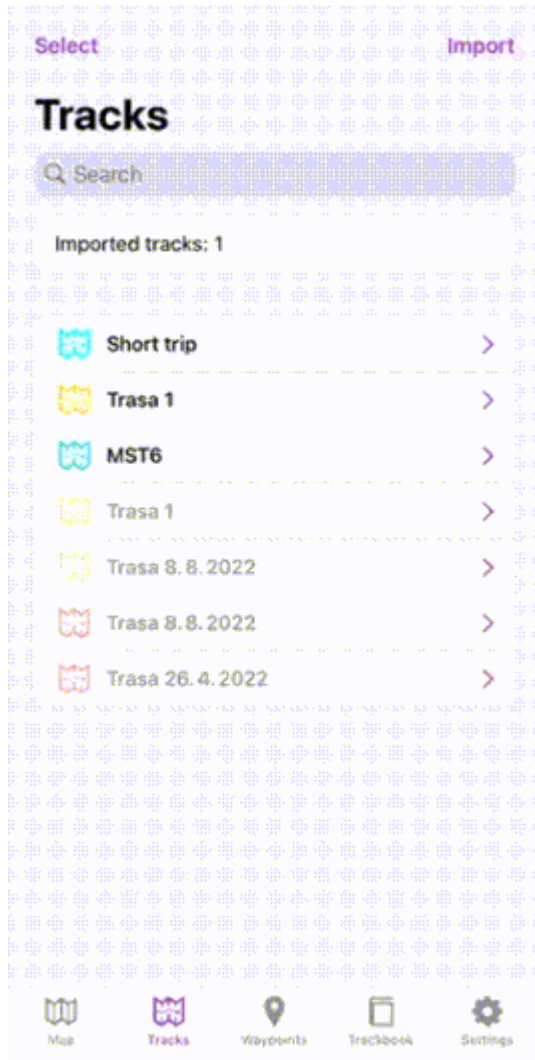 Select
Import
Tracks
Search
Imported tracks: 1
Short trip
Trasa 1
MST6
Trasa 1
Trasa 8. 8. 2022
Trasa 8. 8. 2022
Trasa 26. 4. 2022
Map
Tracks
Waypoints
Trackbook
Settings